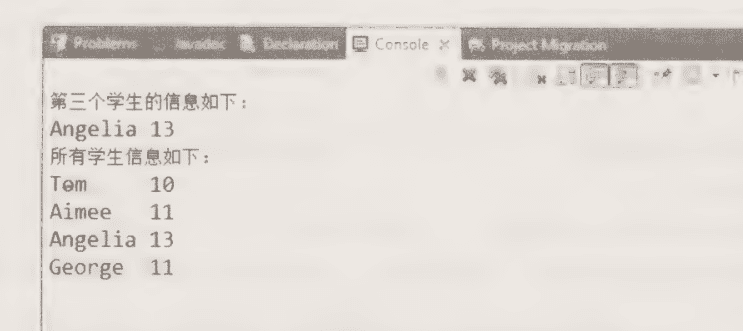 Problems Javadoc Declaration Console Project Migration
第三个学生的信息如下:
Angelia 13
所有学生信息如下:
Tom 10
Aimee 11
Angelia 13
George 11